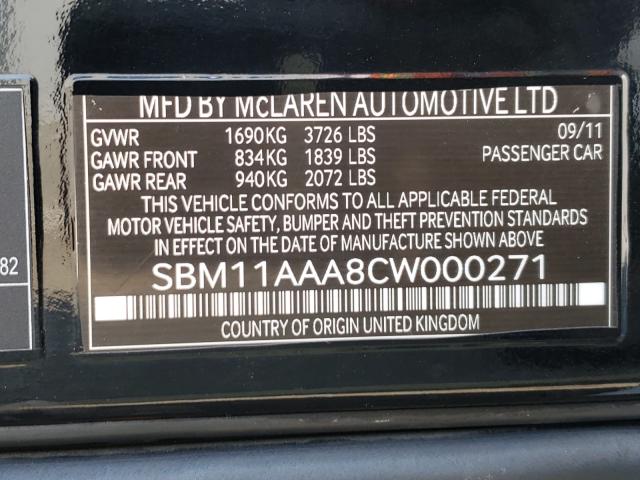 MFD BY MCLAREN AUTOMOTIVE LTD
GVWR 1690KG 3726 LBS 09/11
GAWR FRONT 834KG 1839 LBS PASSENGER CAR
GAWR REAR 940KG 2072 LBS
THIS VEHICLE CONFORMS TO ALL APPLICABLE FEDERAL
MOTOR VEHICLE SAFETY, BUMPER AND THEFT PREVENTION STANDARDS
IN EFFECT ON THE DATE OF MANUFACTURE SHOWN ABOVE
82
SBM11AAA8CW000271
COUNTRY OF ORIGIN UNITED KINGDOM